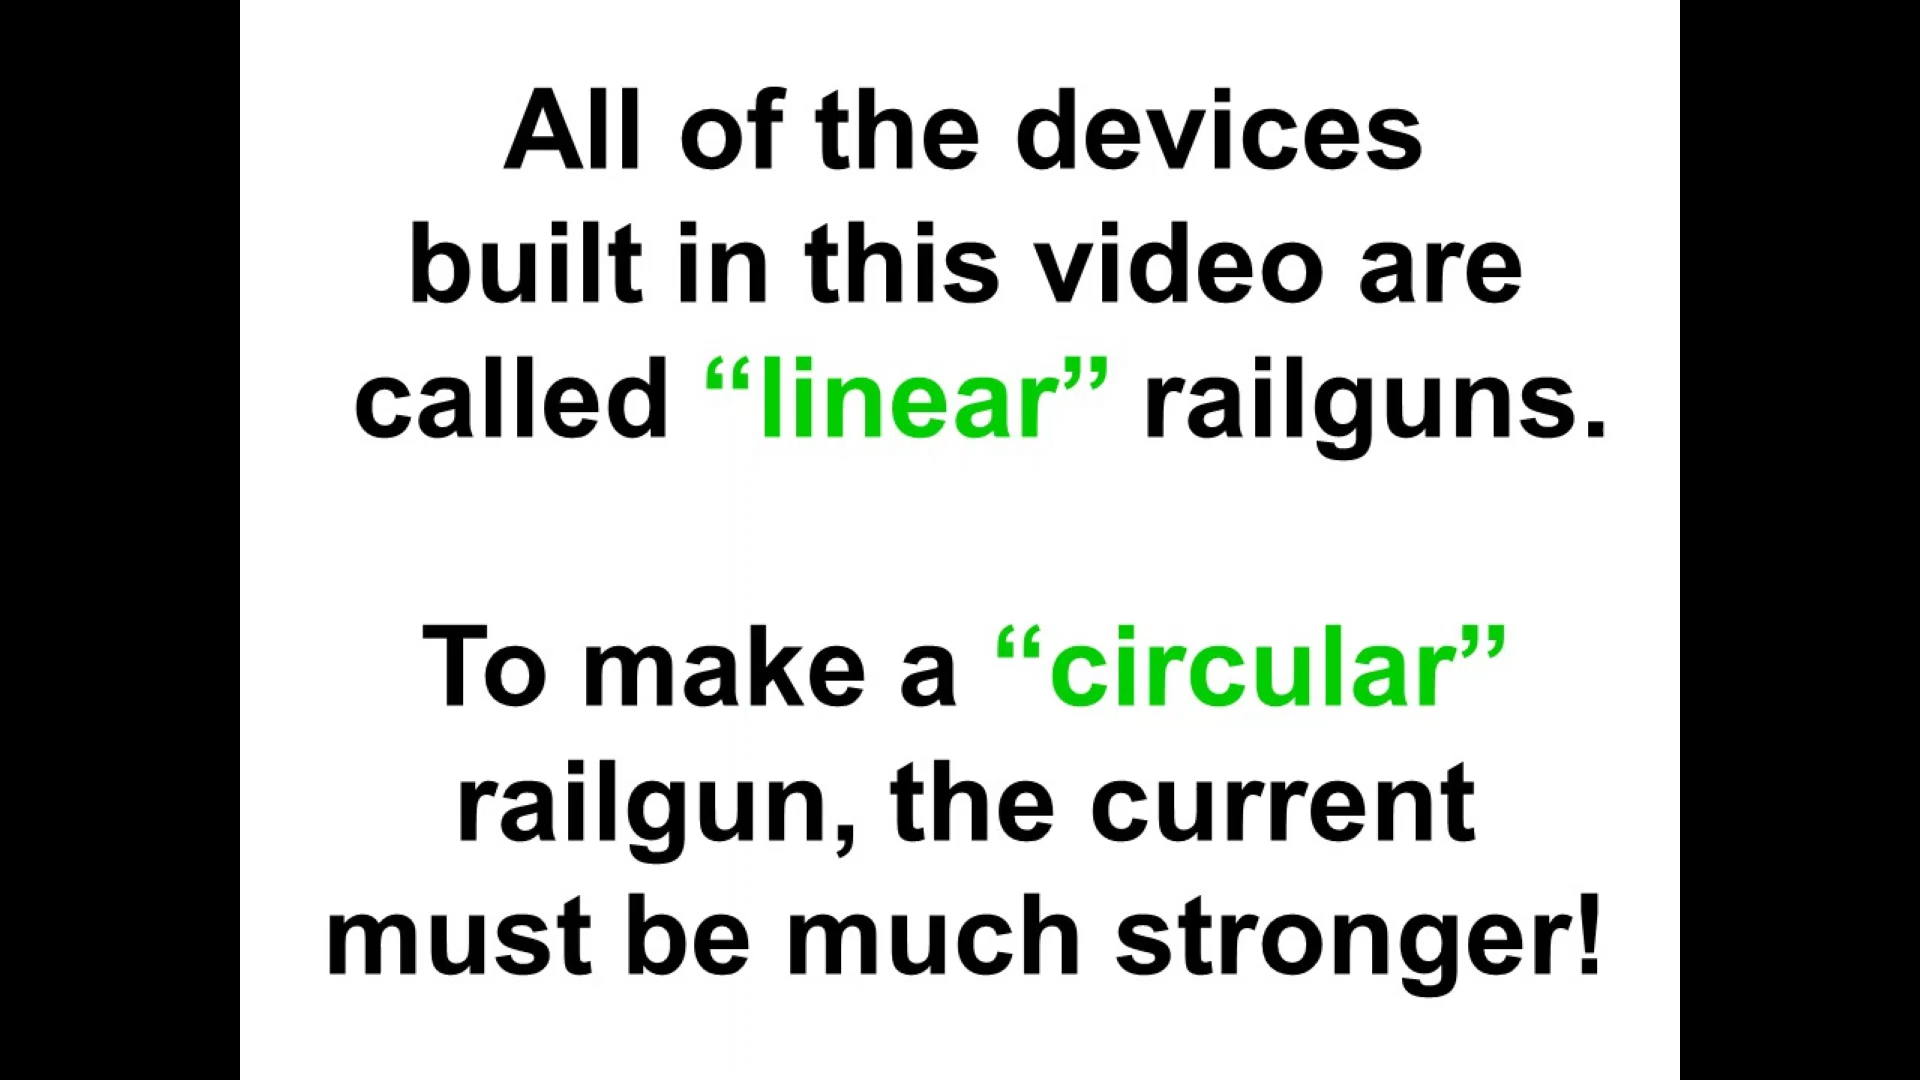 All of the devices
built in this video are
called “linear” railguns.
To make a “circular”
railgun, the current
must be much stronger!